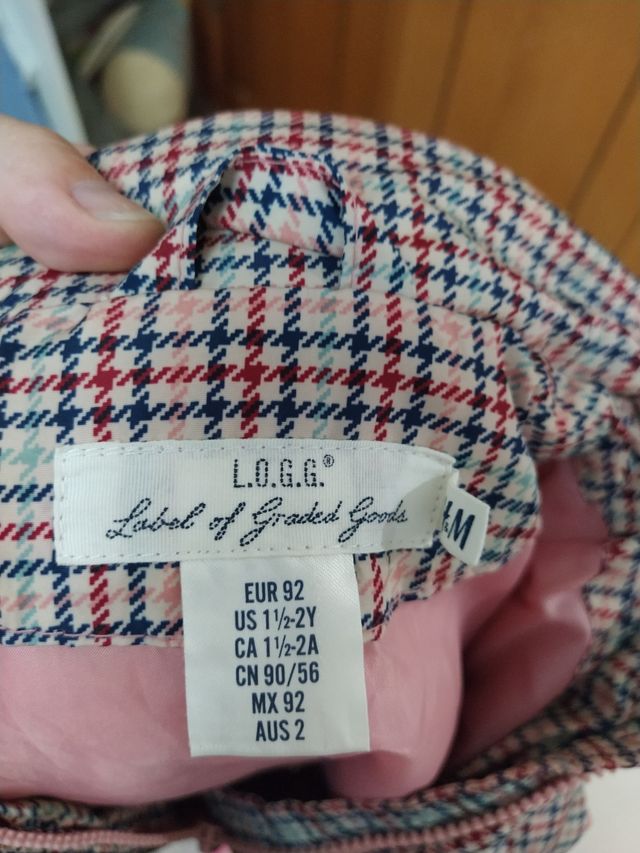 L.O.G.G.®
Label of Graded Goods
&M
EUR 92
US 1½-2Y
CA 1½-2A
CN 90/56
MX 92
AUS 2